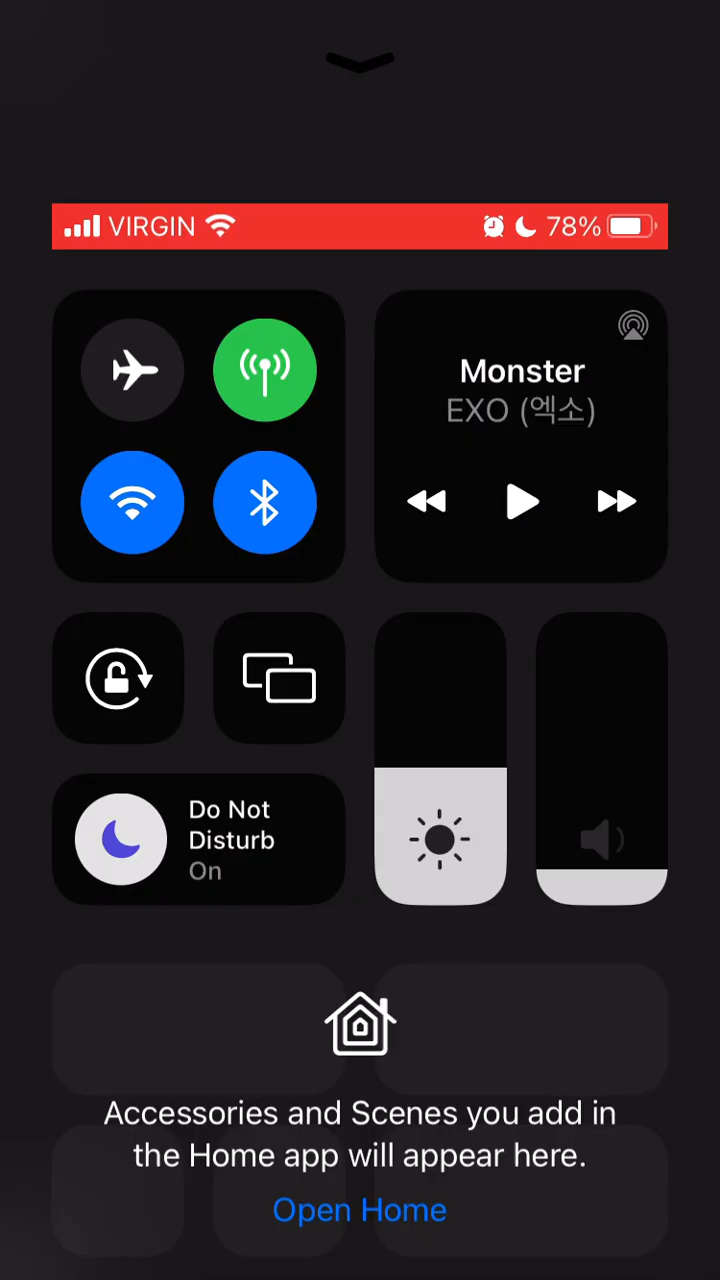 VIRGIN 78%
Monster
EXO (엑소)
Do Not
Disturb
On
Accessories and Scenes you add in
the Home app will appear here.
Open Home